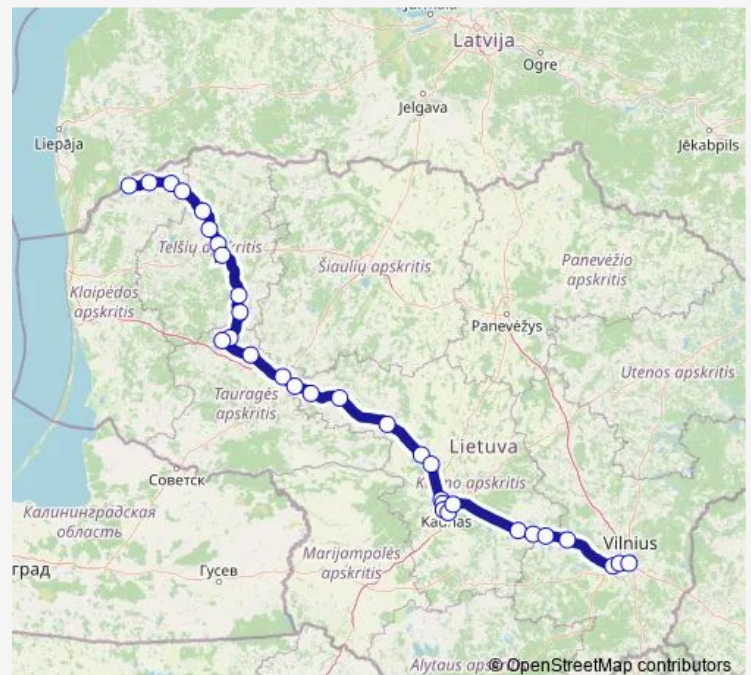 Latvija
Ogre
Jelgava
Liepāja
Jēkabpils
Telšių apskritis
Šiaulių apskritis
Panevėžio
apskritis
Klaipėdos
apskritis
Panevėžys
Utenos apskritis
Tauragės
apskritis
Lietuva
Советск
Kauno apskritis
Калининградская
область
Kaunas
Vilnius
Marijampolės
apskritis
град
Гусев
© OpenStreetMap contributors